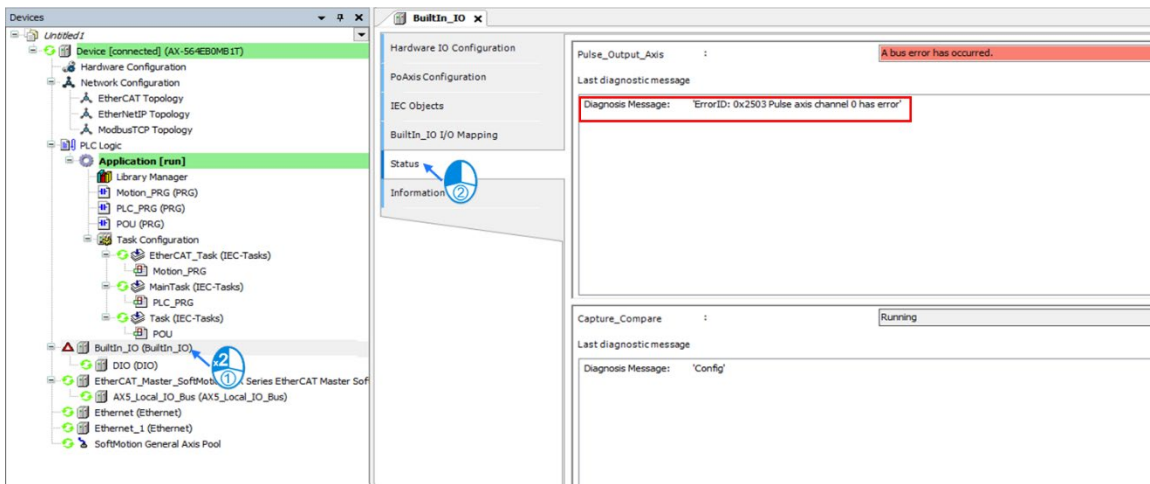 Devices
Untitled1
Device [connected] (AX-564EB0MB1T)
Hardware Configuration
Network Configuration
EtherCAT Topology
EtherNetIP Topology
ModbusTCP Topology
PLC Logic
Application [run]
Library Manager
Motion_PRG (PRG)
PLC_PRG (PRG)
POU (PRG)
Task Configuration
EtherCAT_Task (IEC-Tasks)
Motion_PRG
MainTask (IEC-Tasks)
PLC_PRG
Task (IEC-Tasks)
POU
BuiltIn_IO (BuiltIn_IO)
x2
①
DIO (DIO)
EtherCAT_Master_SoftMoti Series EtherCAT Master Sof
AX5_Local_IO_Bus (AX5_Local_IO_Bus)
Ethernet (Ethernet)
Ethernet_1 (Ethernet)
SoftMotion General Axis Pool
BuiltIn_IO
Hardware IO Configuration
PoAxis Configuration
IEC Objects
BuiltIn_IO I/O Mapping
Status
②
Information
Pulse_Output_Axis : A bus error has occurred.
Last diagnostic message
Diagnosis Message: 'ErrorID: 0x2503 Pulse axis channel 0 has error'
Capture_Compare : Running
Last diagnostic message
Diagnosis Message: 'Config'